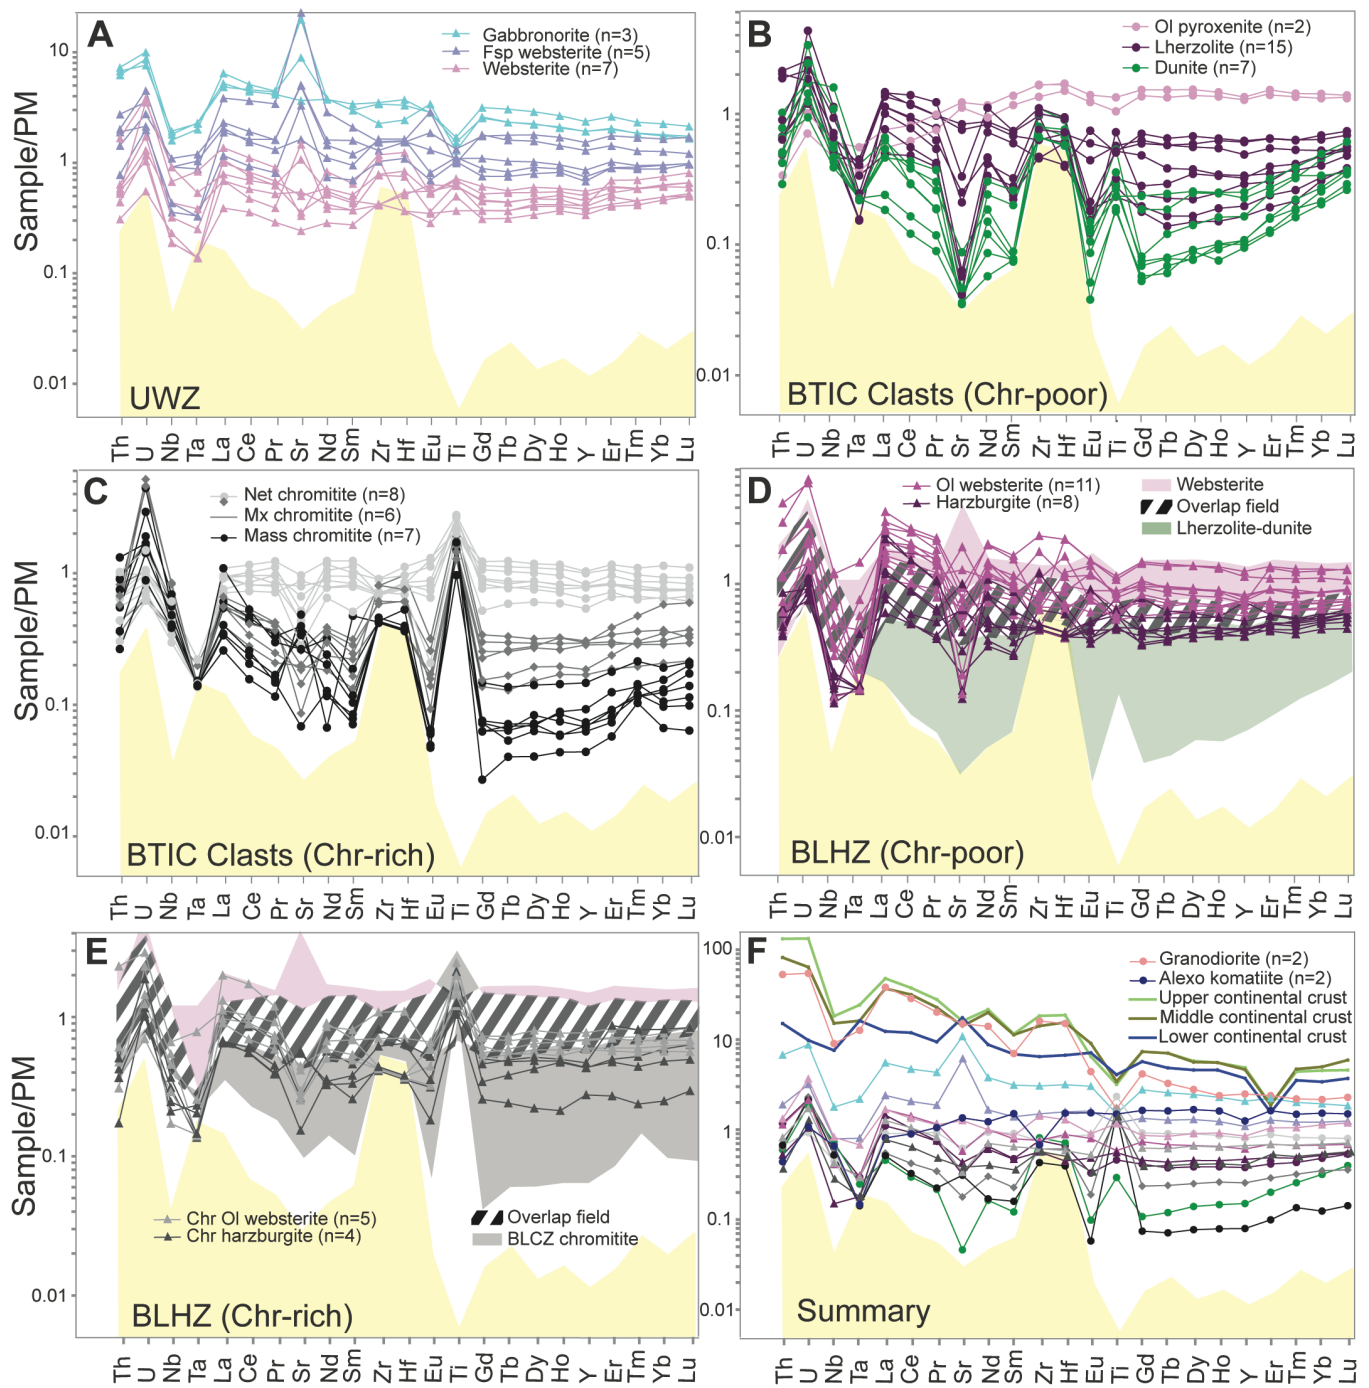 A
Gabbronorite (n=3)
Fsp websterite (n=5)
Websterite (n=7)
Sample/PM
10
1
0.1
0.01
UWZ
Th U Nb Ta La Ce Pr Sr Nd Sm Zr Hf Eu Ti Gd Tb Dy Ho Y Er Tm Yb Lu
B
Ol pyroxenite (n=2)
Lherzolite (n=15)
Dunite (n=7)
1
0.1
0.01
BTIC Clasts (Chr-poor)
Th U Nb Ta La Ce Pr Sr Nd Sm Zr Hf Eu Ti Gd Tb Dy Ho Y Er Tm Yb Lu
C
Net chromitite (n=8)
Mx chromitite (n=6)
Mass chromitite (n=7)
Sample/PM
1
0.1
0.01
BTIC Clasts (Chr-rich)
Th U Nb Ta La Ce Pr Sr Nd Sm Zr Hf Eu Ti Gd Tb Dy Ho Y Er Tm Yb Lu
D
Ol websterite (n=11)
Harzburgite (n=8)
Websterite
Overlap field
Lherzolite-dunite
1
0.1
0.01
BLHZ (Chr-poor)
Th U Nb Ta La Ce Pr Sr Nd Sm Zr Hf Eu Ti Gd Tb Dy Ho Y Er Tm Yb Lu
E
Sample/PM
1
0.1
0.01
Chr Ol websterite (n=5)
Chr harzburgite (n=4)
Overlap field
BLCZ chromitite
BLHZ (Chr-rich)
Th U Nb Ta La Ce Pr Sr Nd Sm Zr Hf Eu Ti Gd Tb Dy Ho Y Er Tm Yb Lu
F
Granodiorite (n=2)
Alexo komatiite (n=2)
Upper continental crust
Middle continental crust
Lower continental crust
100
10
1
0.1
0.01
Summary
Th U Nb Ta La Ce Pr Sr Nd Sm Zr Hf Eu Ti Gd Tb Dy Ho Y Er Tm Yb Lu